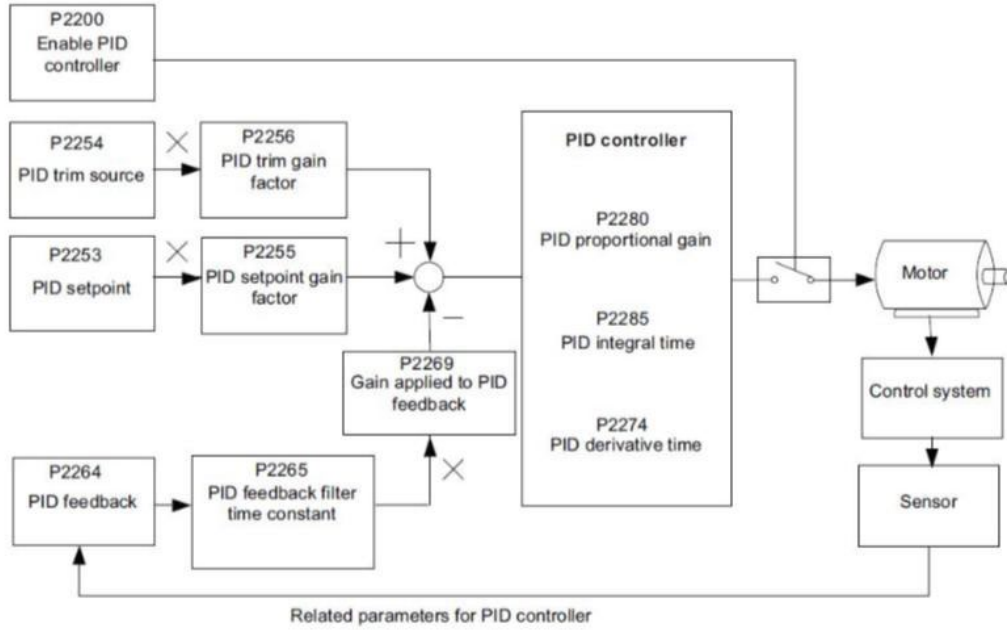 P2200
Enable PID
controller
P2254
PID trim source
P2256
PID trim gain
factor
P2253
PID setpoint
P2255
PID setpoint gain
factor
+
−
P2269
Gain applied to PID
feedback
P2264
PID feedback
P2265
PID feedback filter
time constant
PID controller
P2280
PID proportional gain
P2285
PID integral time
P2274
PID derivative time
Motor
Control system
Sensor
Related parameters for PID controller